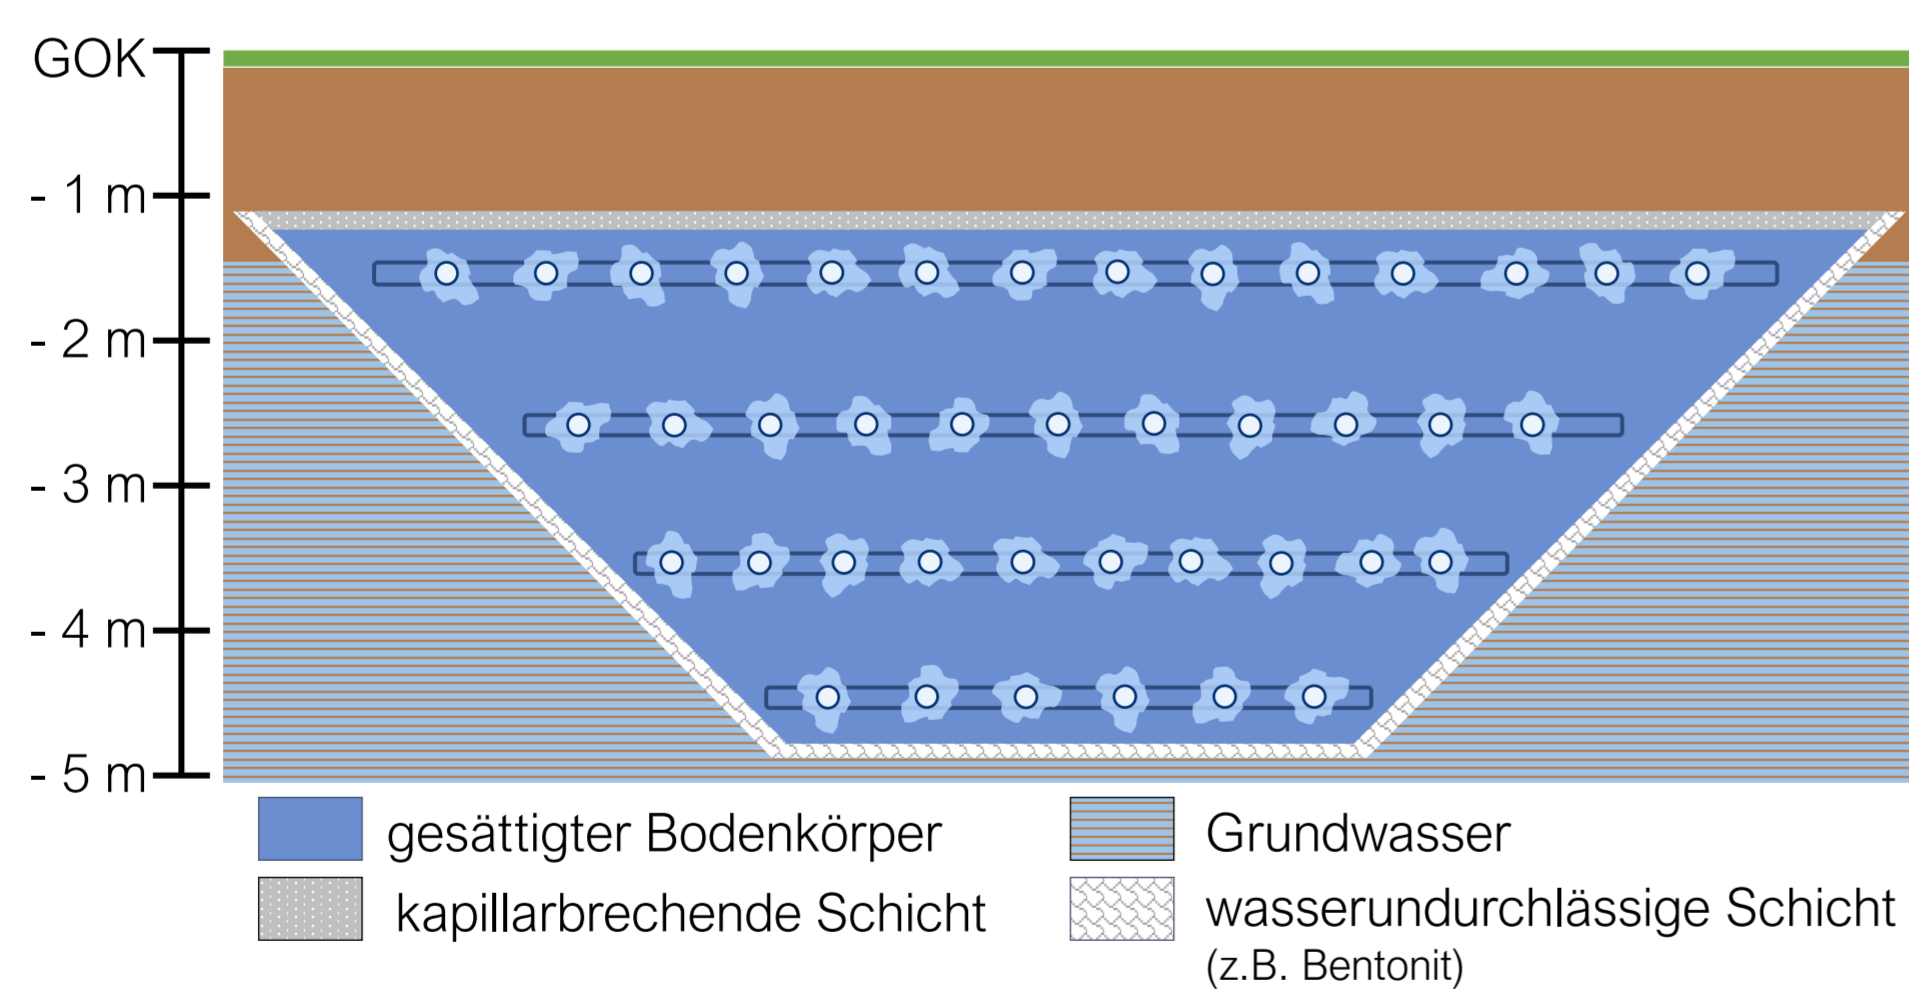 GOK
- 1 m
- 2 m
- 3 m
- 4 m
- 5 m
gesättigter Bodenkörper
Grundwasser
kapillarbrechende Schicht
wasserundurchlässige Schicht
(z.B. Bentonit)